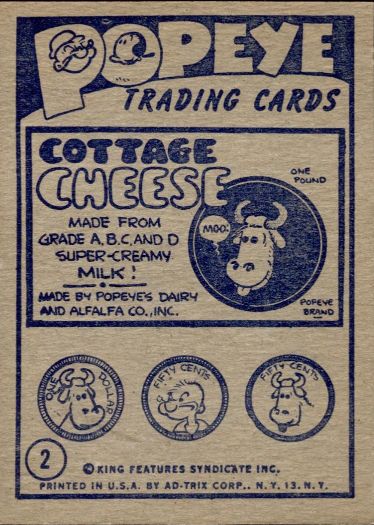 POPEYE
TRADING CARDS
COTTAGE
CHEESE
ONE
POUND
MOO!
MADE FROM
GRADE A, B, C, AND D
SUPER-CREAMY
MILK!
MADE BY POPEYE'S DAIRY
AND ALFALFA CO., INC.
POPEYE
BRAND
ONE DOLLAR
FIFTY CENTS
FIFTY CENTS
2
©KING FEATURES SYNDICATE INC.
PRINTED IN U.S.A. BY AD-TRIX CORP., N.Y. 13, N.Y.